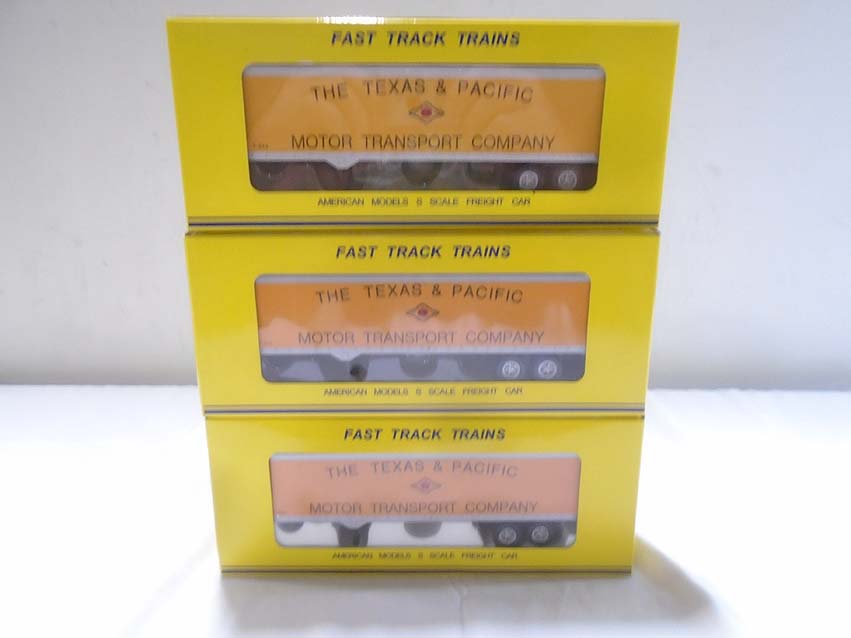 FAST TRACK TRAINS
THE TEXAS & PACIFIC
MOTOR TRANSPORT COMPANY
AMERICAN MODELS S SCALE FREIGHT CAR
FAST TRACK TRAINS
THE TEXAS & PACIFIC
MOTOR TRANSPORT COMPANY
AMERICAN MODELS S SCALE FREIGHT CAR
FAST TRACK TRAINS
THE TEXAS & PACIFIC
MOTOR TRANSPORT COMPANY
AMERICAN MODELS S SCALE FREIGHT CAR